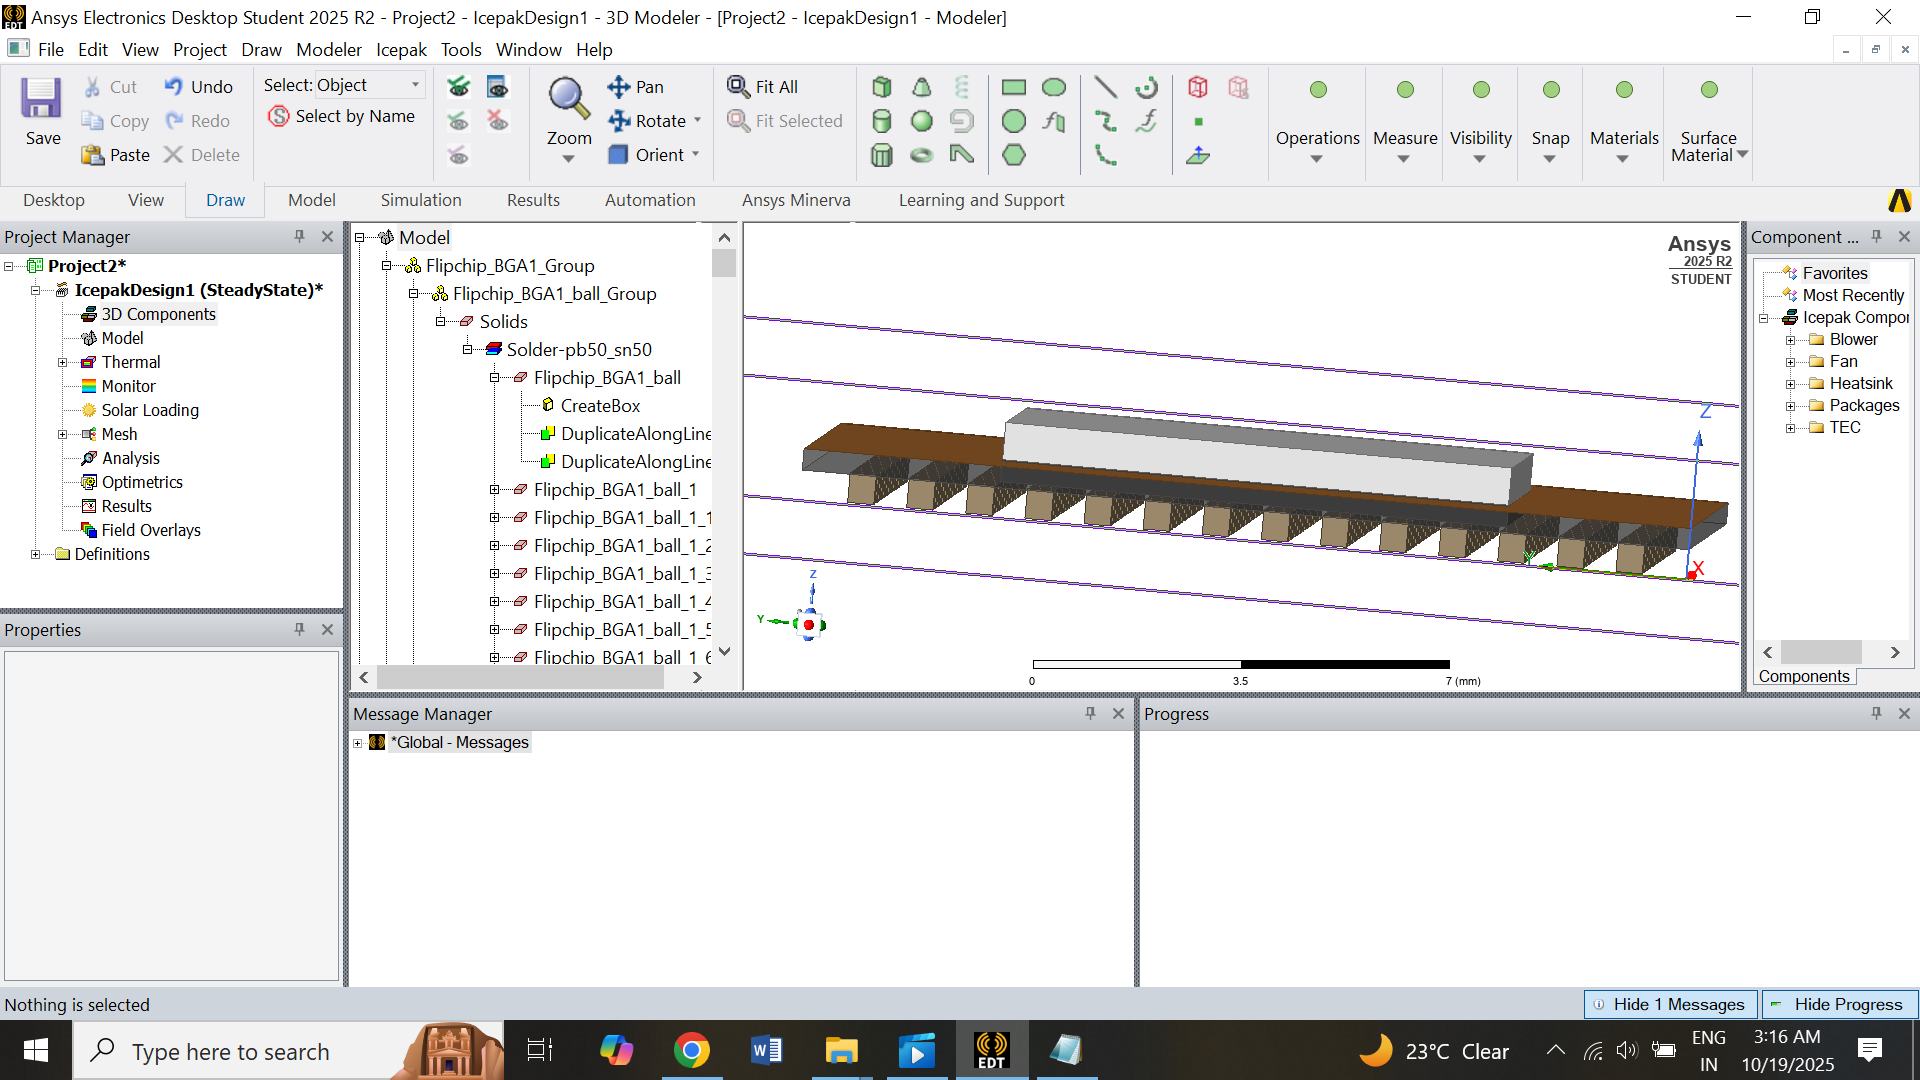 Ansys Electronics Desktop Student 2025 R2 - Project2 - IcepakDesign1 - 3D Modeler - [Project2 - IcepakDesign1 - Modeler]
File Edit View Project Draw Modeler Icepak Tools Window Help
Save
Cut
Copy
Paste
Undo
Redo
Delete
Select: Object
Select by Name
Zoom
Pan
Rotate
Orient
Fit All
Fit Selected
Operations
Measure
Visibility
Snap
Materials
Surface
Material
Desktop View Draw Model Simulation Results Automation Ansys Minerva Learning and Support
Project Manager
Project2*
IcepakDesign1 (SteadyState)*
3D Components
Model
Thermal
Monitor
Solar Loading
Mesh
Analysis
Optimetrics
Results
Field Overlays
Definitions
Properties
Model
Flipchip_BGA1_Group
Flipchip_BGA1_ball_Group
Solids
Solder-pb50_sn50
Flipchip_BGA1_ball
CreateBox
DuplicateAlongLine
DuplicateAlongLine
Flipchip_BGA1_ball_1
Flipchip_BGA1_ball_1_1
Flipchip_BGA1_ball_1_2
Flipchip_BGA1_ball_1_3
Flipchip_BGA1_ball_1_4
Flipchip_BGA1_ball_1_5
Flipchip_BGA1_ball_1_6
Ansys
2025 R2
STUDENT
Z
Y
X
Z
Y
0 3.5 7 (mm)
Component ...
Favorites
Most Recently
Icepak Compor
Blower
Fan
Heatsink
Packages
TEC
Components
Message Manager
*Global - Messages
Progress
Nothing is selected
Hide 1 Messages
Hide Progress
Type here to search
EDT
23°C Clear
ENG
IN
3:16 AM
10/19/2025